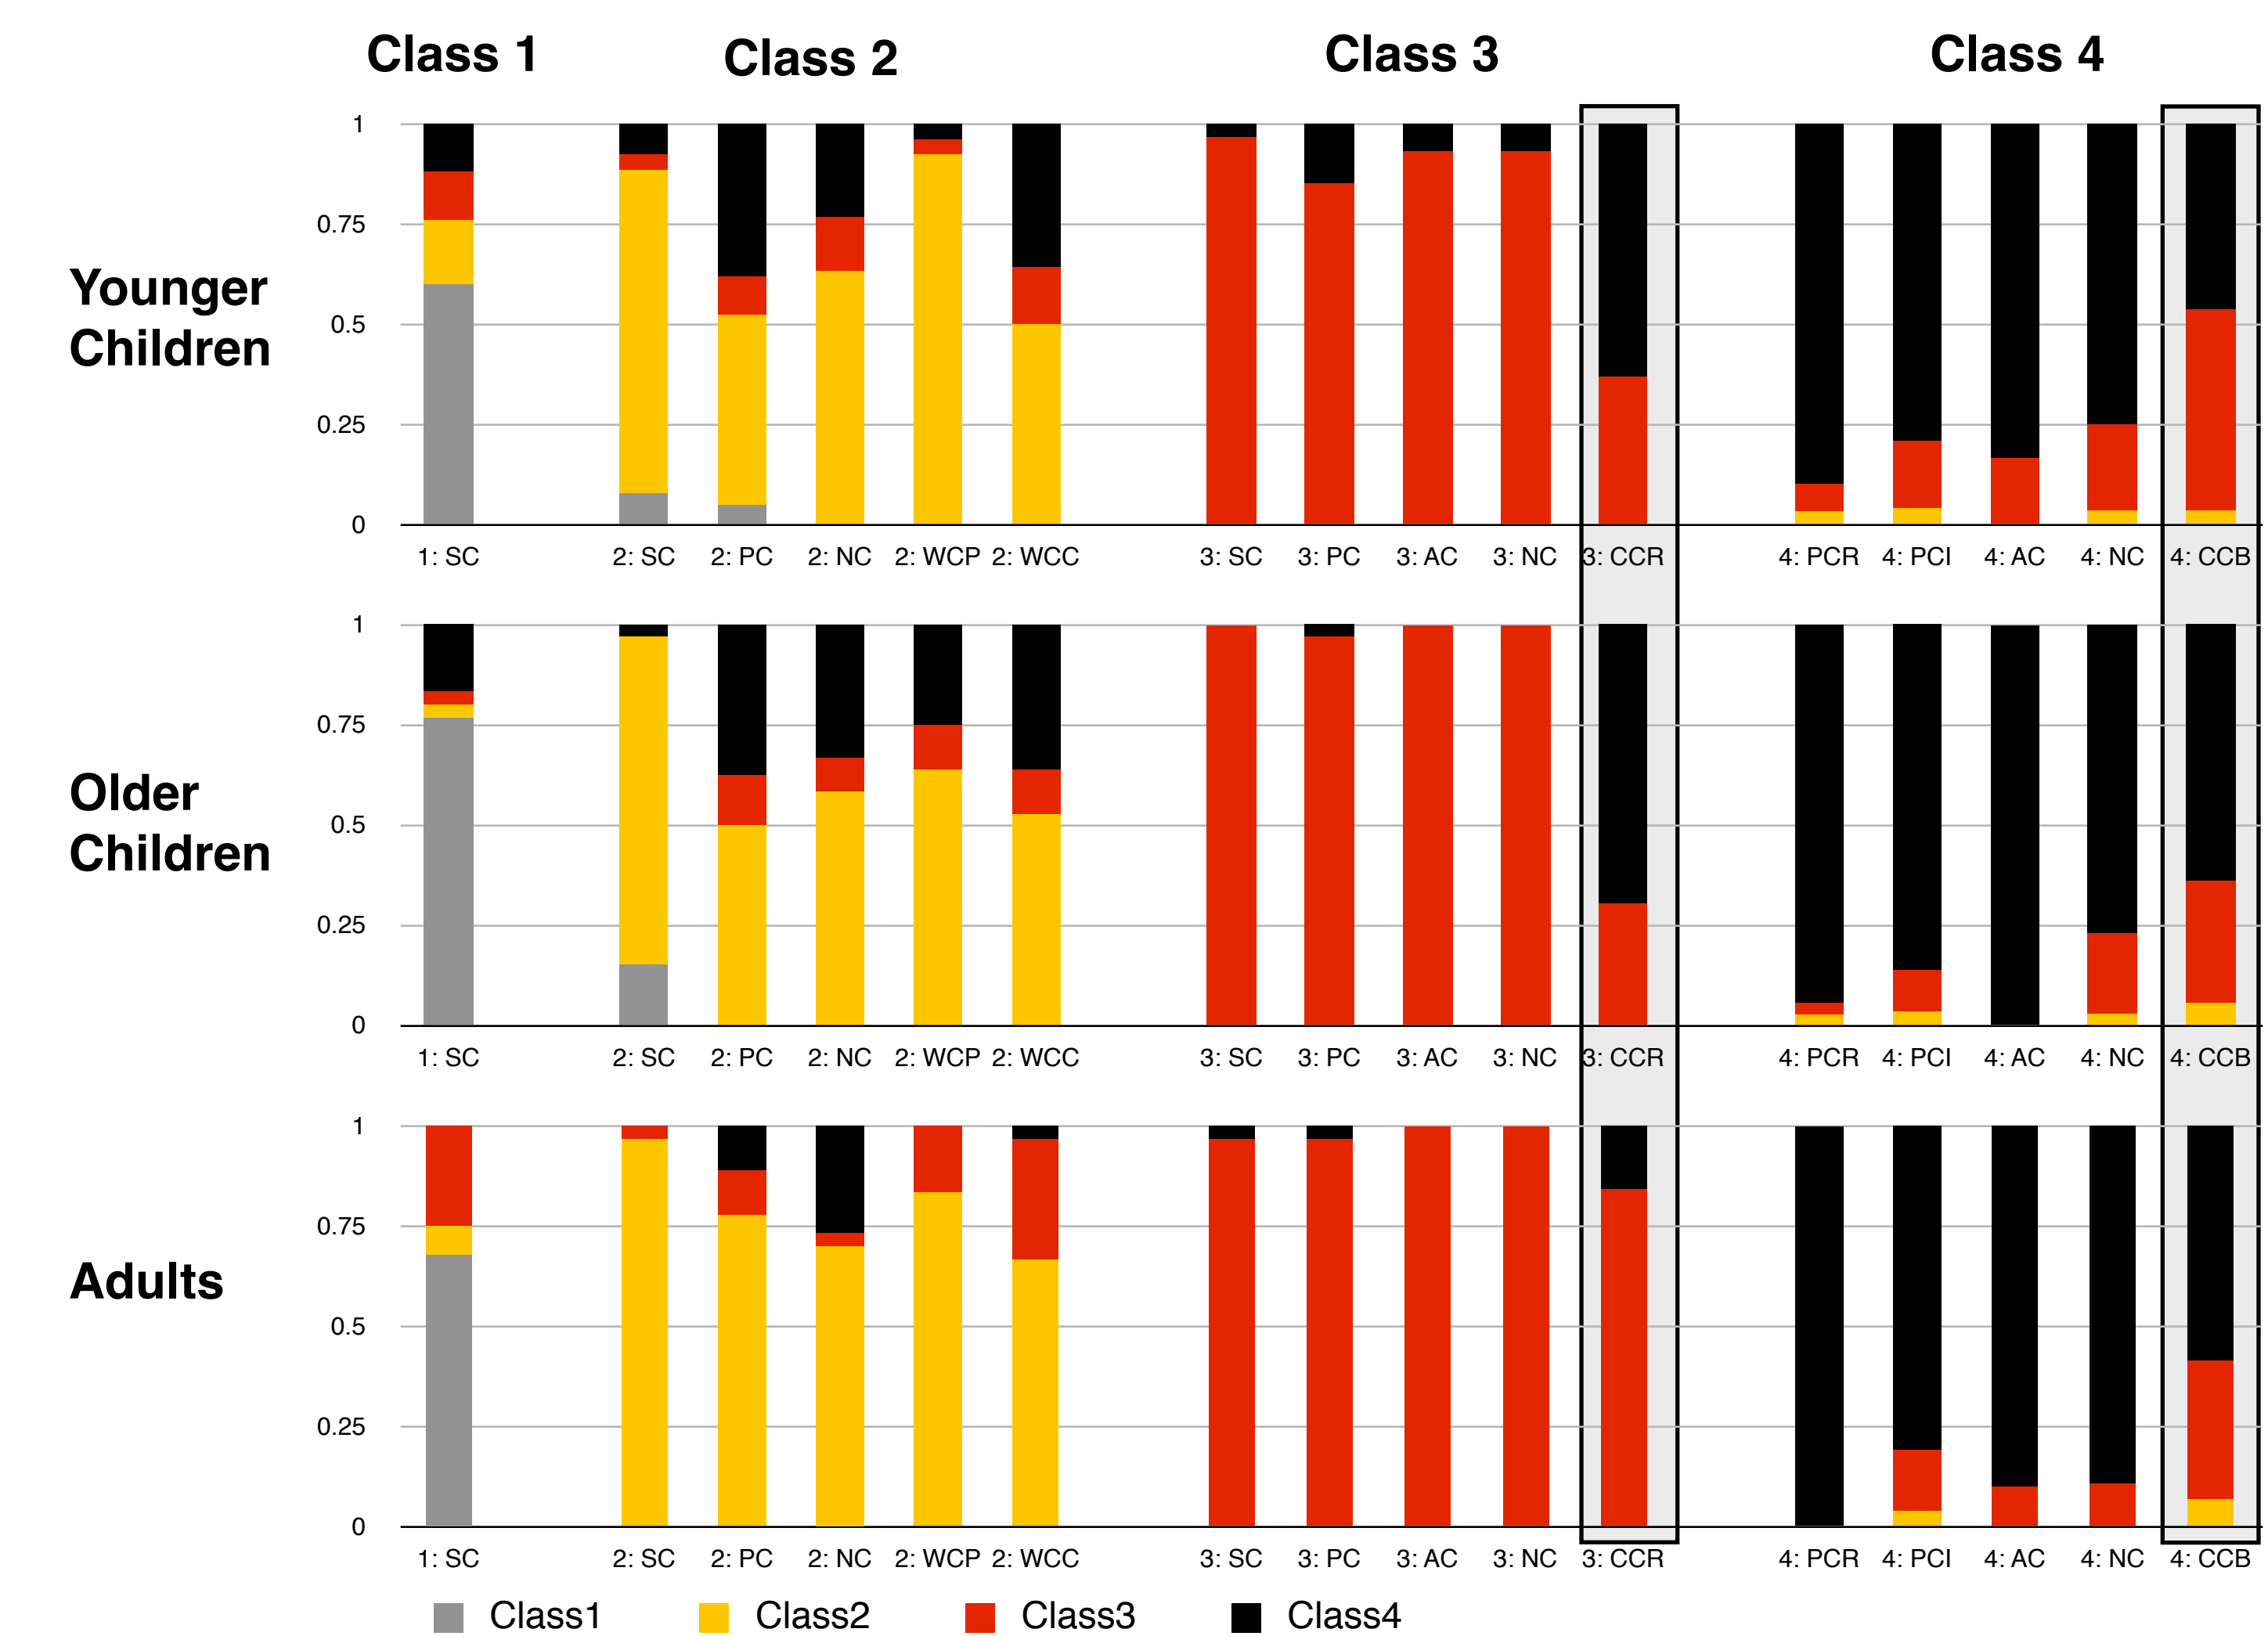 Class 1 Class 2 Class 3 Class 4
Younger
Children
1
0.75
0.5
0.25
0
1: SC 2: SC 2: PC 2: NC 2: WCP 2: WCC 3: SC 3: PC 3: AC 3: NC 3: CCR 4: PCR 4: PCI 4: AC 4: NC 4: CCB
Older
Children
1
0.75
0.5
0.25
0
1: SC 2: SC 2: PC 2: NC 2: WCP 2: WCC 3: SC 3: PC 3: AC 3: NC 3: CCR 4: PCR 4: PCI 4: AC 4: NC 4: CCB
Adults
1
0.75
0.5
0.25
0
1: SC 2: SC 2: PC 2: NC 2: WCP 2: WCC 3: SC 3: PC 3: AC 3: NC 3: CCR 4: PCR 4: PCI 4: AC 4: NC 4: CCB
Class1 Class2 Class3 Class4